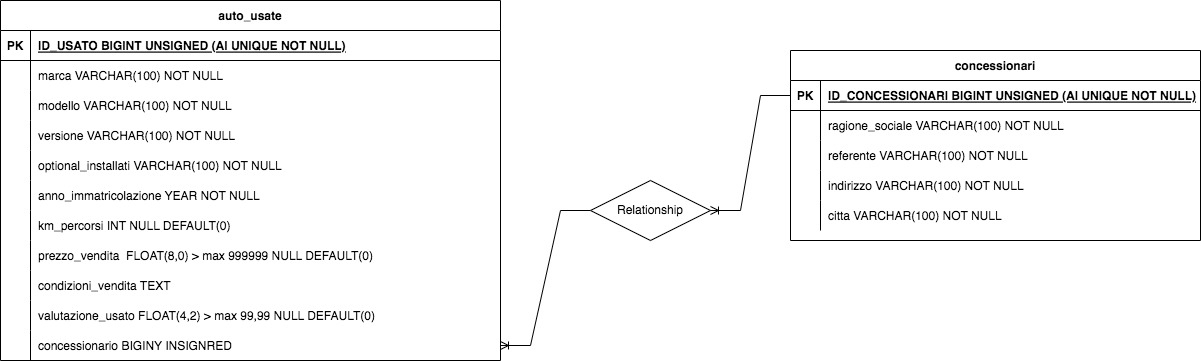 auto_usate
PK ID_USATO BIGINT UNSIGNED (AI UNIQUE NOT NULL)
marca VARCHAR(100) NOT NULL
modello VARCHAR(100) NOT NULL
versione VARCHAR(100) NOT NULL
optional_installati VARCHAR(100) NOT NULL
anno_immatricolazione YEAR NOT NULL
km_percorsi INT NULL DEFAULT(0)
prezzo_vendita  FLOAT(8,0) > max 999999 NULL DEFAULT(0)
condizioni_vendita TEXT
valutazione_usato FLOAT(4,2) > max 99,99 NULL DEFAULT(0)
concessionario BIGINY INSIGNRED
Relationship
concessionari
PK ID_CONCESSIONARI BIGINT UNSIGNED (AI UNIQUE NOT NULL)
ragione_sociale VARCHAR(100) NOT NULL
referente VARCHAR(100) NOT NULL
indirizzo VARCHAR(100) NOT NULL
citta VARCHAR(100) NOT NULL